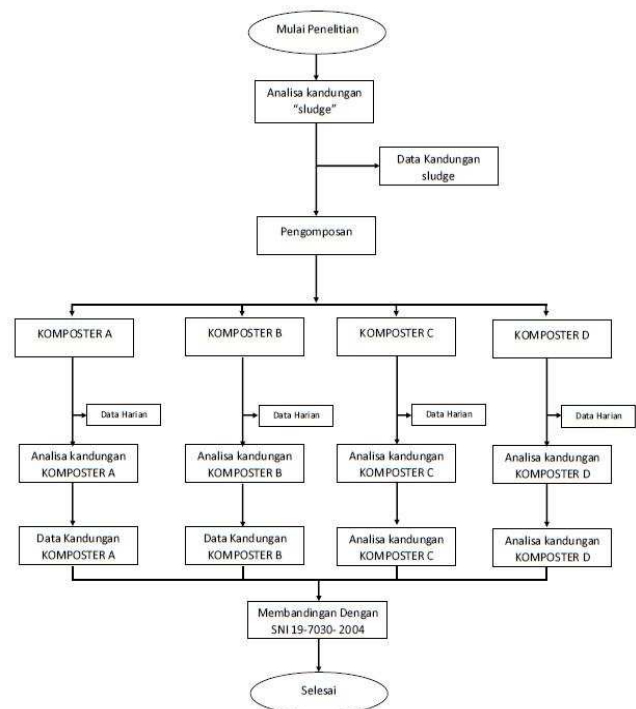 Mulai Penelitian
Analisa kandungan
"sludge"
Data Kandungan
sludge
Pengomposan
KOMPOSTER A
KOMPOSTER B
KOMPOSTER C
KOMPOSTER D
Data Harian
Data Harian
Data Harian
Data Harian
Analisa kandungan
KOMPOSTER A
Analisa kandungan
KOMPOSTER B
Analisa kandungan
KOMPOSTER C
Analisa kandungan
KOMPOSTER D
Data Kandungan
KOMPOSTER A
Data Kandungan
KOMPOSTER B
Analisa kandungan
KOMPOSTER C
Analisa kandungan
KOMPOSTER D
Membandingan Dengan
SNI 19-7030- 2004
Selesai